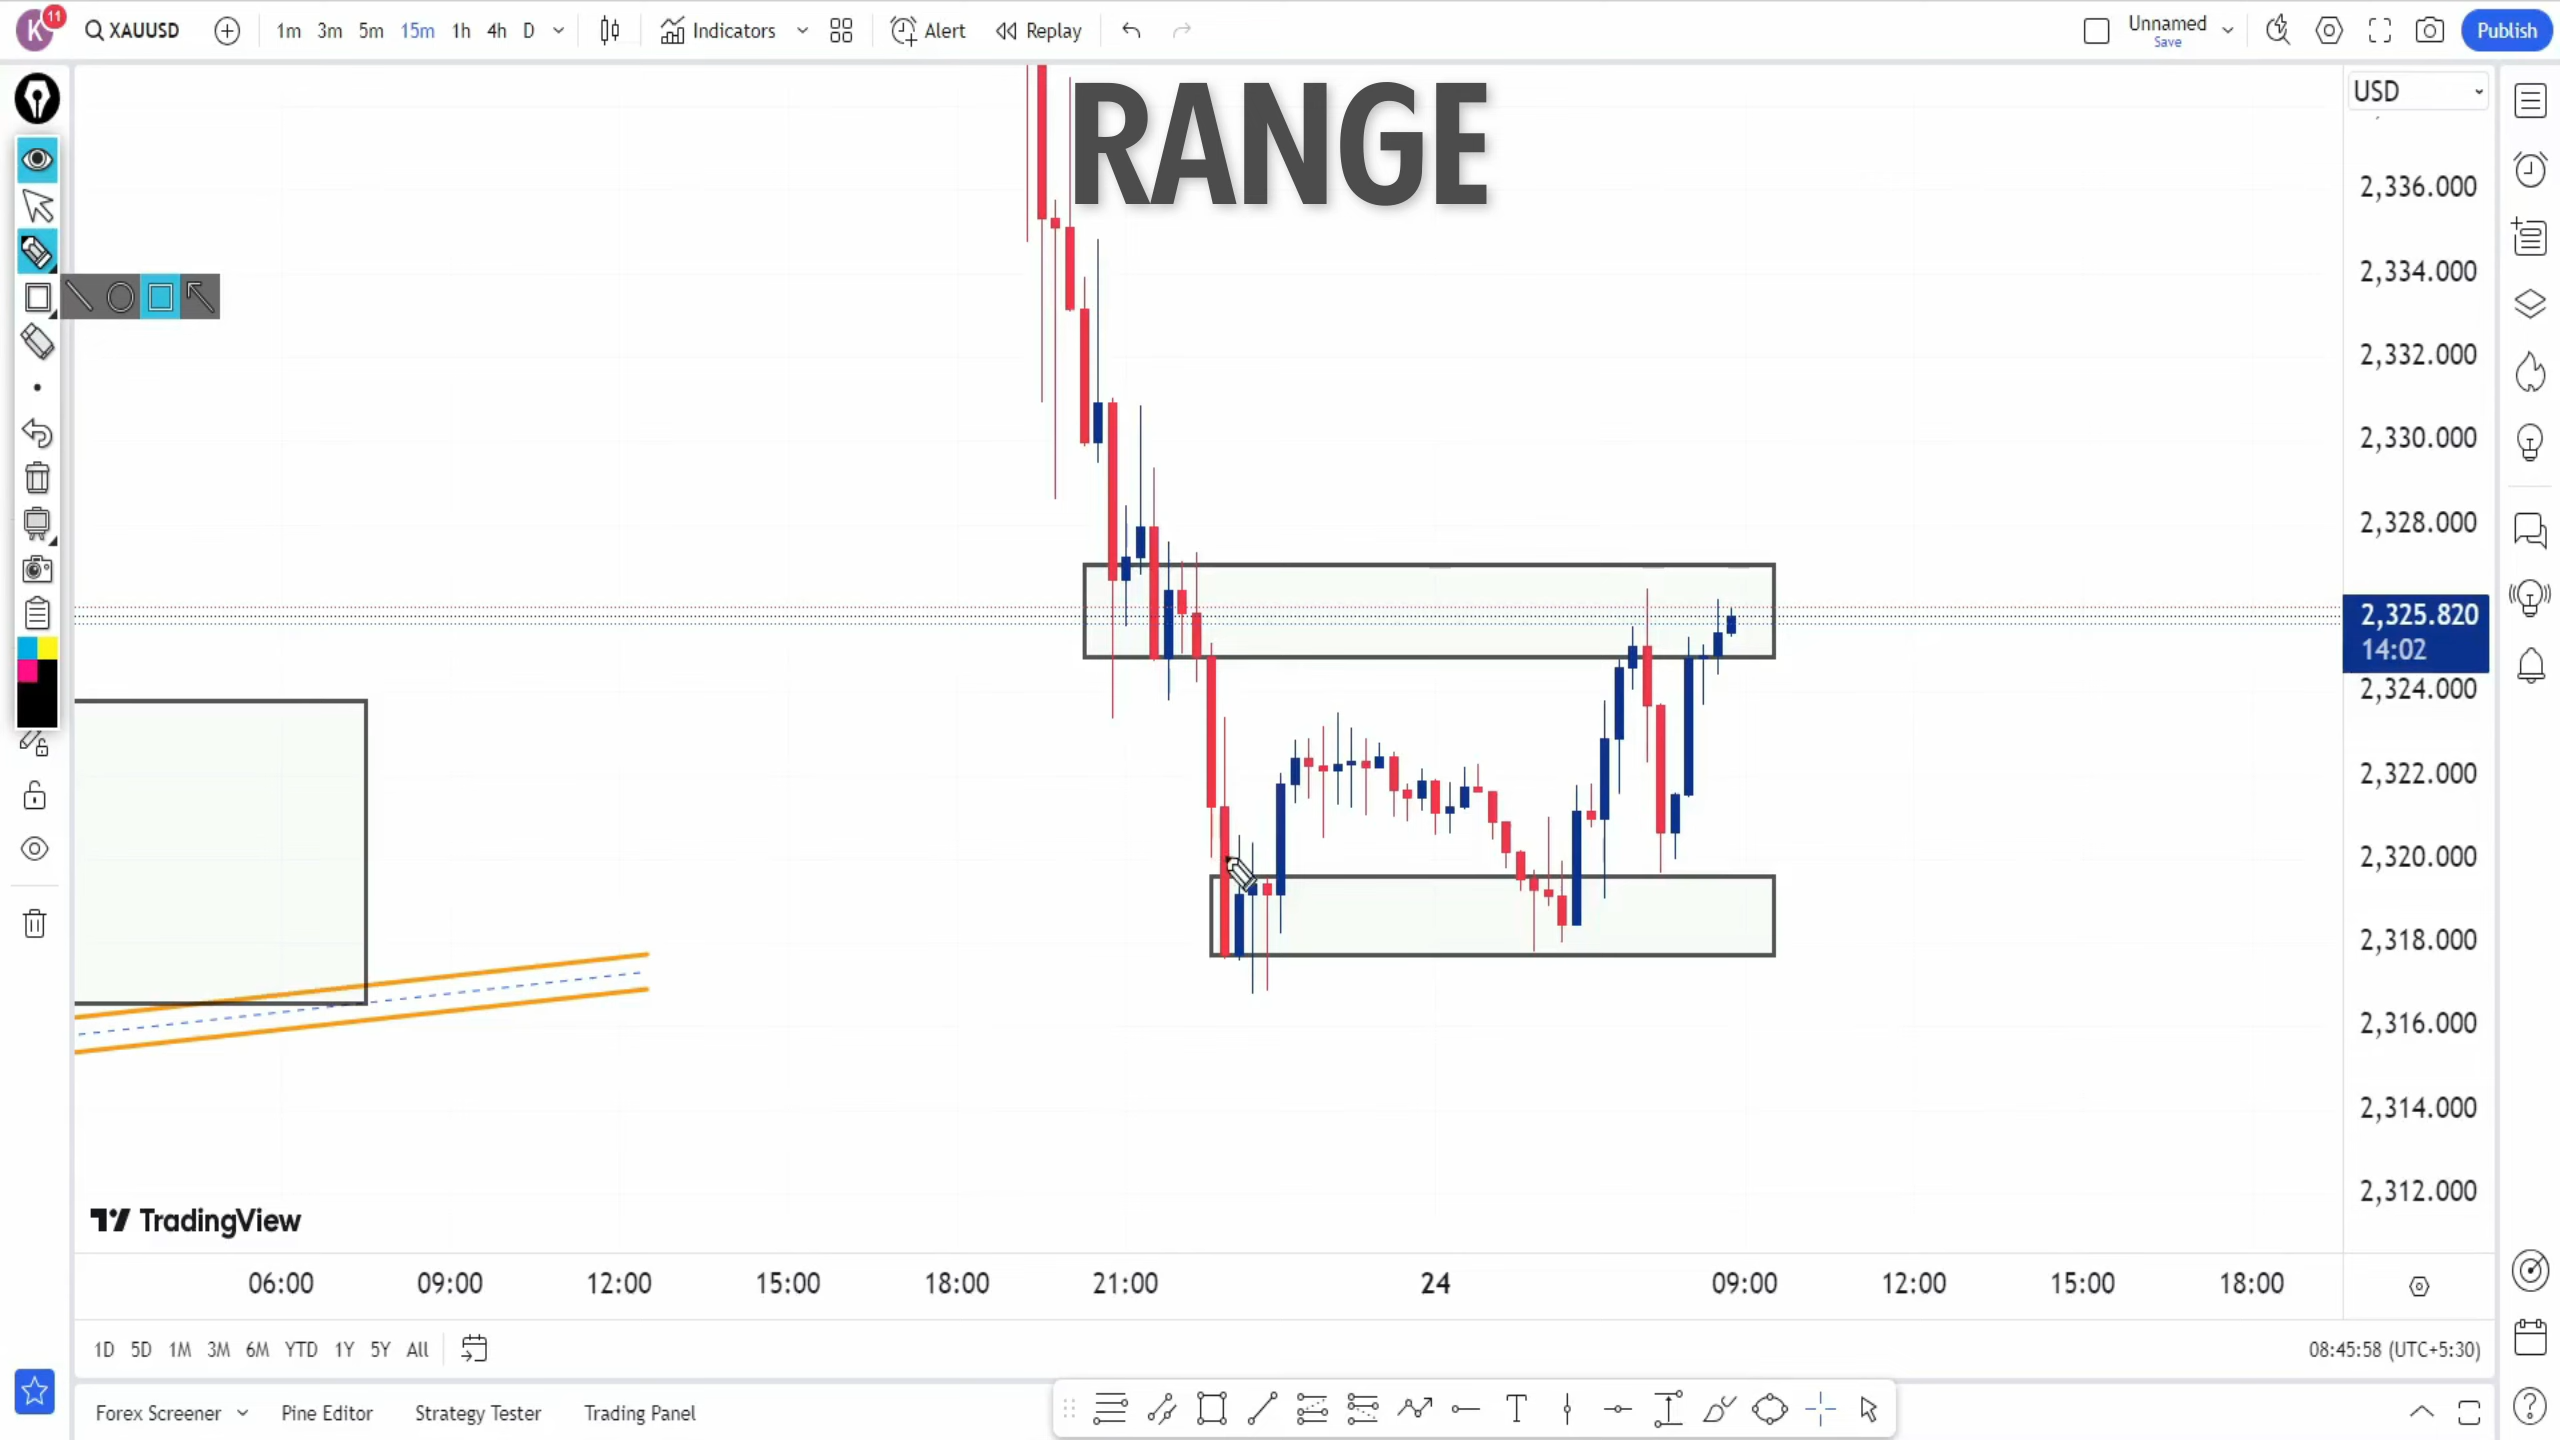 K 11 XAUUSD 1m 3m 5m 15m 1h 4h D Indicators Alert Replay Unnamed Save Publish
RANGE
USD
2,336.000
2,334.000
2,332.000
2,330.000
2,328.000
2,325.820
14:02
2,324.000
2,322.000
2,320.000
2,318.000
2,316.000
2,314.000
2,312.000
TradingView
06:00 09:00 12:00 15:00 18:00 21:00 24 09:00 12:00 15:00 18:00
1D 5D 1M 3M 6M YTD 1Y 5Y All 08:45:58 (UTC+5:30)
Forex Screener Pine Editor Strategy Tester Trading Panel